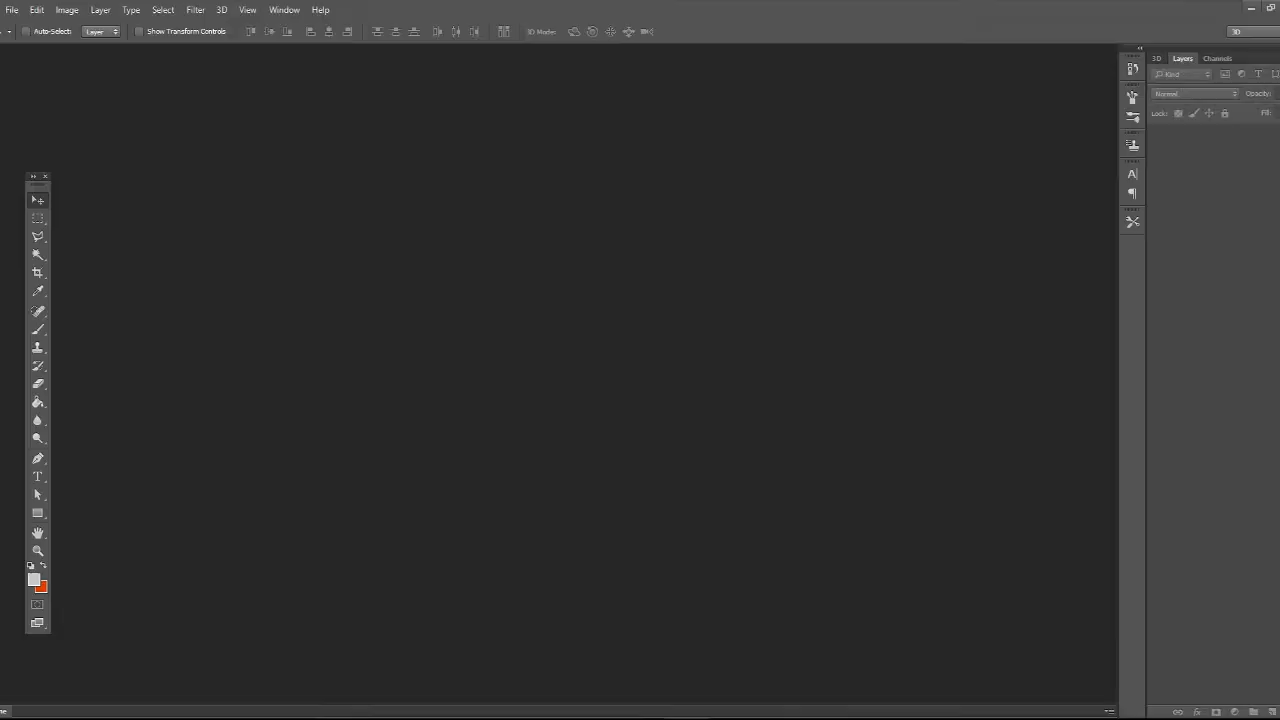 File Edit Image Layer Type Select Filter 3D View Window Help
Auto-Select: Layer Show Transform Controls 3D Mode: 3D
3D Layers Channels
Kind
Normal Opacity:
Lock: Fill: